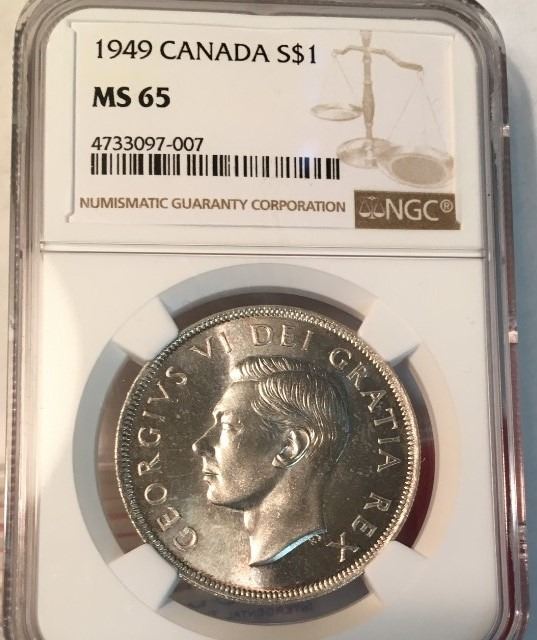 1949 CANADA S$1
MS 65
4733097-007
NUMISMATIC GUARANTY CORPORATION
NGC®
GEORGIVS VI DEI GRATIA REX